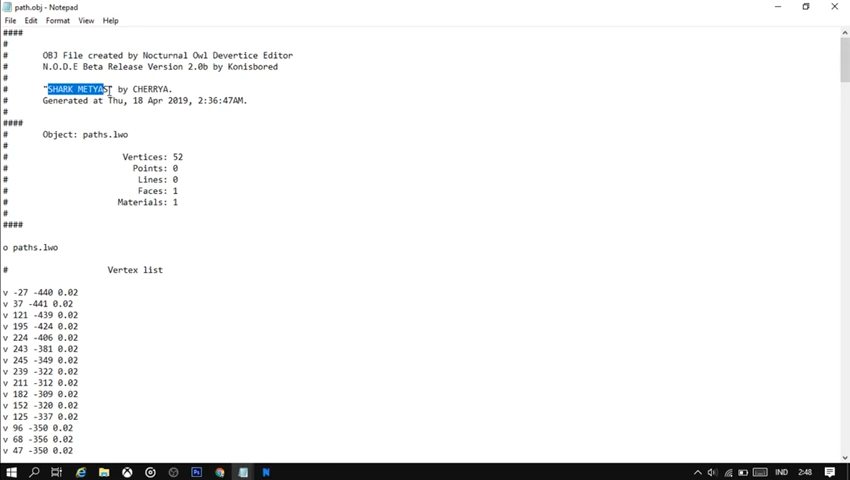 path.obj - Notepad
File Edit Format View Help
####
#
# OBJ File created by Nocturnal Owl Devertice Editor
# N.O.D.E Beta Release Version 2.0b by Konisbored
#
# "SHARK METYAS" by CHERRYA.
# Generated at Thu, 18 Apr 2019, 2:36:47AM.
#
####
# Object: paths.lwo
#
# Vertices: 52
# Points: 0
# Lines: 0
# Faces: 1
# Materials: 1
#
####
o paths.lwo
# Vertex list
v -27 -440 0.02
v 37 -441 0.02
v 121 -439 0.02
v 195 -424 0.02
v 224 -406 0.02
v 243 -381 0.02
v 245 -349 0.02
v 239 -322 0.02
v 211 -312 0.02
v 182 -309 0.02
v 152 -320 0.02
v 125 -337 0.02
v 96 -350 0.02
v 68 -356 0.02
v 47 -350 0.02
Ps N IND 2:48